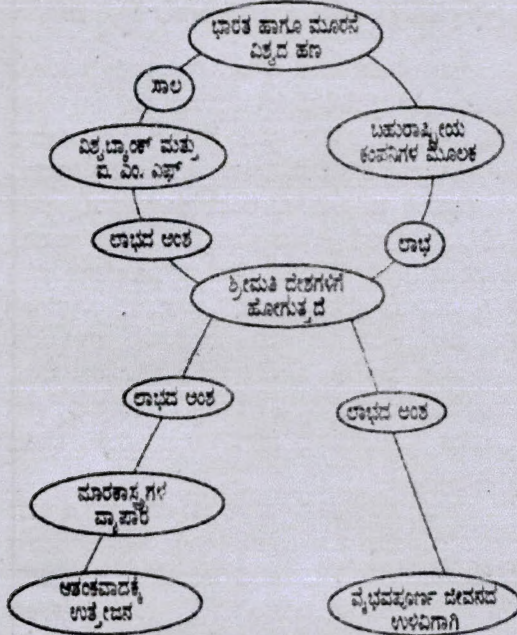 ಭಾರತ ಹಾಗೂ ಮೂರನೆ
ವಿಶ್ವದ ಹಣ
ಸಾಲ
ವಿಶ್ವಬ್ಯಾಂಕ್ ಮತ್ತು
ಐ. ಎಂ. ಎಫ್
ಬಹುರಾಷ್ಟ್ರೀಯ
ಕಂಪನಿಗಳ ಮೂಲಕ
ಲಾಭದ ಅಂಶ
ಲಾಭ
ಶ್ರೀಮತಿ ದೇಶಗಳಿಗೆ
ಹೋಗುತ್ತದೆ
ಲಾಭದ ಅಂಶ
ಲಾಭದ ಅಂಶ
ಮಾರಕಾಸ್ತ್ರಗಳ
ವ್ಯಾಪಾರ
ಆತಂಕವಾದಕ್ಕೆ
ಉತ್ತೇಜನ
ವೈಭವಪೂರ್ಣ ಜೀವನದ
ಉಳಿವಿಗಾಗಿ